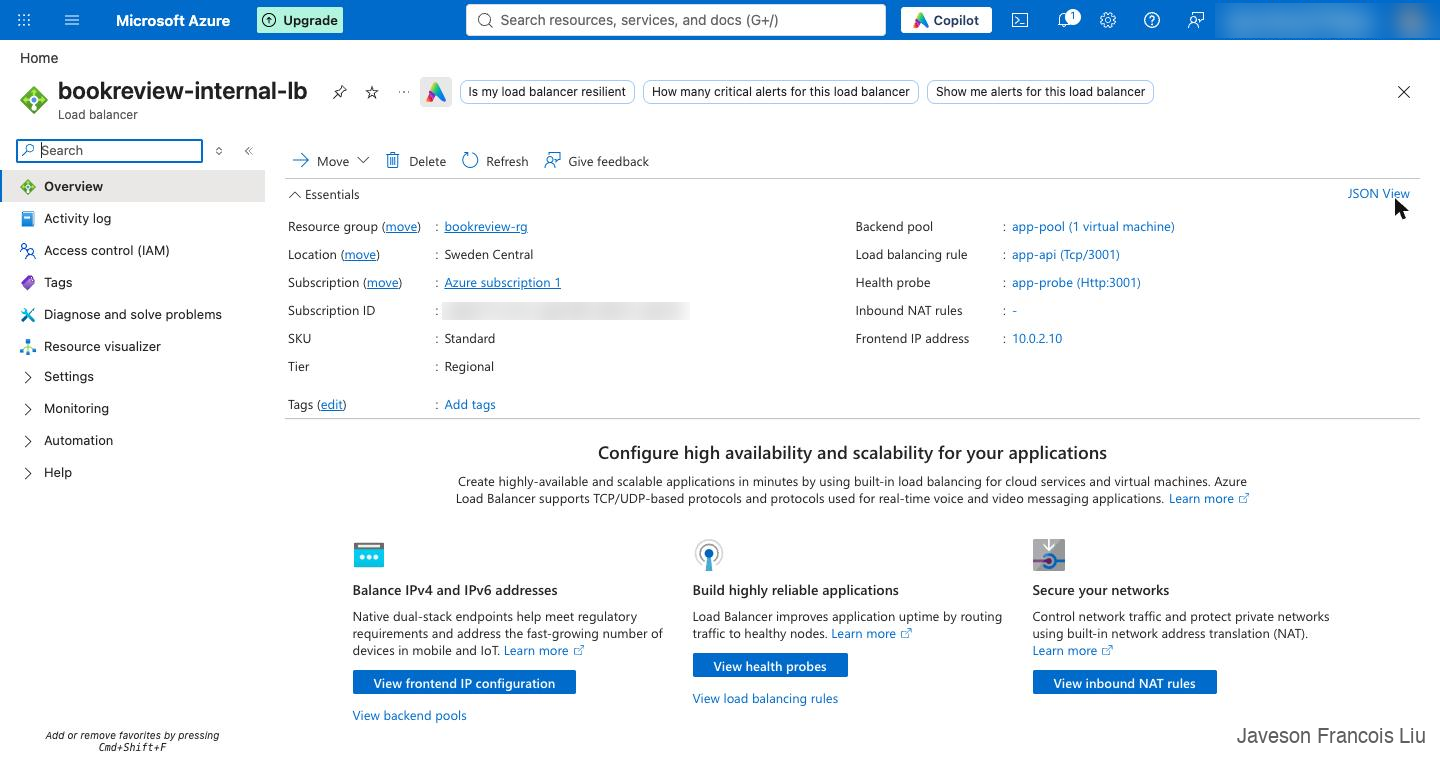 Microsoft Azure
Upgrade
Search resources, services, and docs (G+/)
Copilot
1
Home
bookreview-internal-lb
Load balancer
Is my load balancer resilient
How many critical alerts for this load balancer
Show me alerts for this load balancer
Search
Overview
Activity log
Access control (IAM)
Tags
Diagnose and solve problems
Resource visualizer
Settings
Monitoring
Automation
Help
Add or remove favorites by pressing
Cmd+Shift+F
Move
Delete
Refresh
Give feedback
Essentials
JSON View
Resource group (move) : bookreview-rg
Location (move) : Sweden Central
Subscription (move) : Azure subscription 1
Subscription ID :
SKU : Standard
Tier : Regional
Backend pool : app-pool (1 virtual machine)
Load balancing rule : app-api (Tcp/3001)
Health probe : app-probe (Http:3001)
Inbound NAT rules : -
Frontend IP address : 10.0.2.10
Tags (edit) : Add tags
Configure high availability and scalability for your applications
Create highly-available and scalable applications in minutes by using built-in load balancing for cloud services and virtual machines. Azure
Load Balancer supports TCP/UDP-based protocols and protocols used for real-time voice and video messaging applications. Learn more
Balance IPv4 and IPv6 addresses
Native dual-stack endpoints help meet regulatory
requirements and address the fast-growing number of
devices in mobile and IoT. Learn more
View frontend IP configuration
View backend pools
Build highly reliable applications
Load Balancer improves application uptime by routing
traffic to healthy nodes. Learn more
View health probes
View load balancing rules
Secure your networks
Control network traffic and protect private networks
using built-in network address translation (NAT).
Learn more
View inbound NAT rules
Javeson Francois Liu